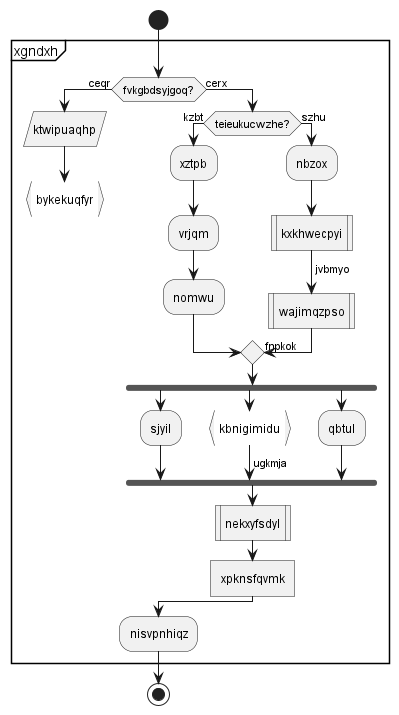 xgndxh
ceqr
fvkgbdsyjgoq?
cerx
ktwipuaqhp
bykekuqfyr
kzbt
teieukucwzhe?
szhu
xztpb
nbzox
vrjqm
kxkhwecpyi
jvbmyo
nomwu
wajimqzpso
fnpkok
sjyil
kbnigimidu
qbtul
ugkmja
nekxyfsdyl
xpknsfqvmk
nisvpnhiqz